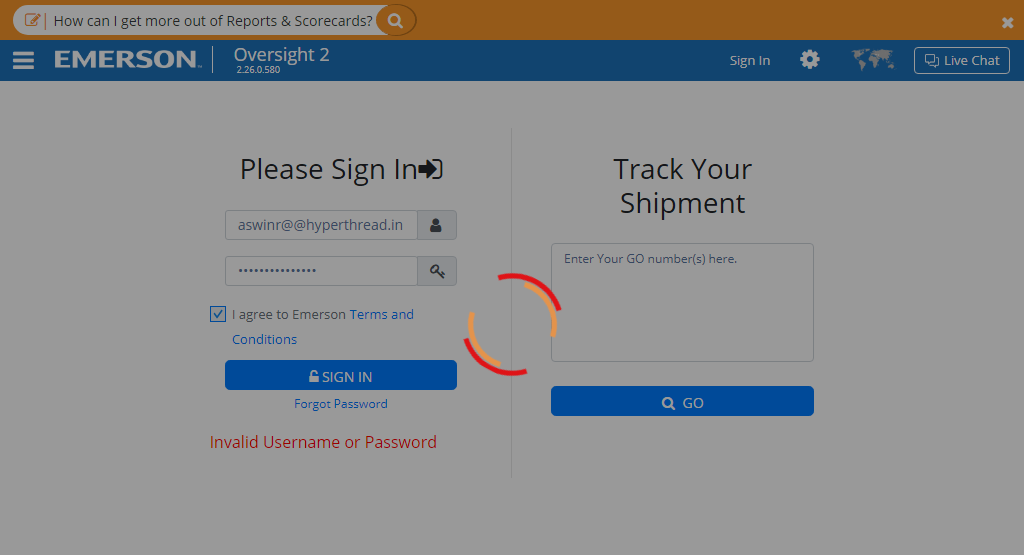 How can I get more out of Reports & Scorecards?
EMERSON™
Oversight 2
2.26.0.580
Sign In
Live Chat
Please Sign In
aswinr@@hyperthread.in
•••••••••••••••
I agree to Emerson Terms and
Conditions
SIGN IN
Forgot Password
Invalid Username or Password
Track Your
Shipment
Enter Your GO number(s) here.
GO